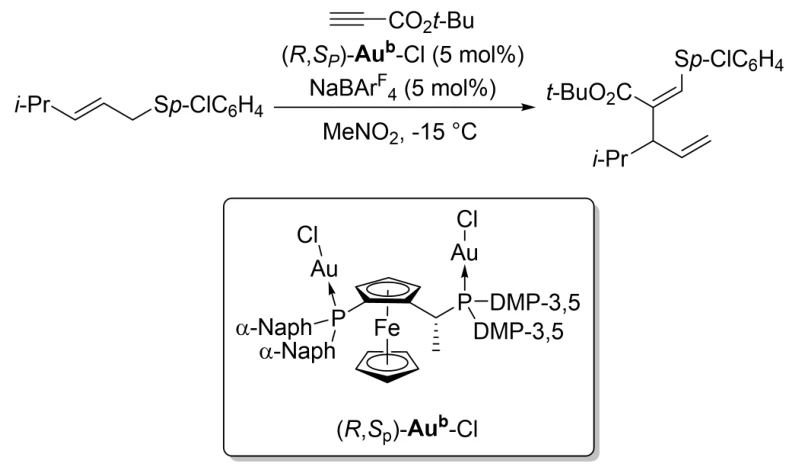 CO2t-Bu
(R,SP)-Aub-Cl (5 mol%)
NaBArF4 (5 mol%)
MeNO2, -15 °C
i-Pr
Sp-ClC6H4
Sp-ClC6H4
t-BuO2C
i-Pr
Cl
Au
Cl
Au
P
DMP-3,5
DMP-3,5
α-Naph
α-Naph
P
Fe
(R,Sp)-Aub-Cl